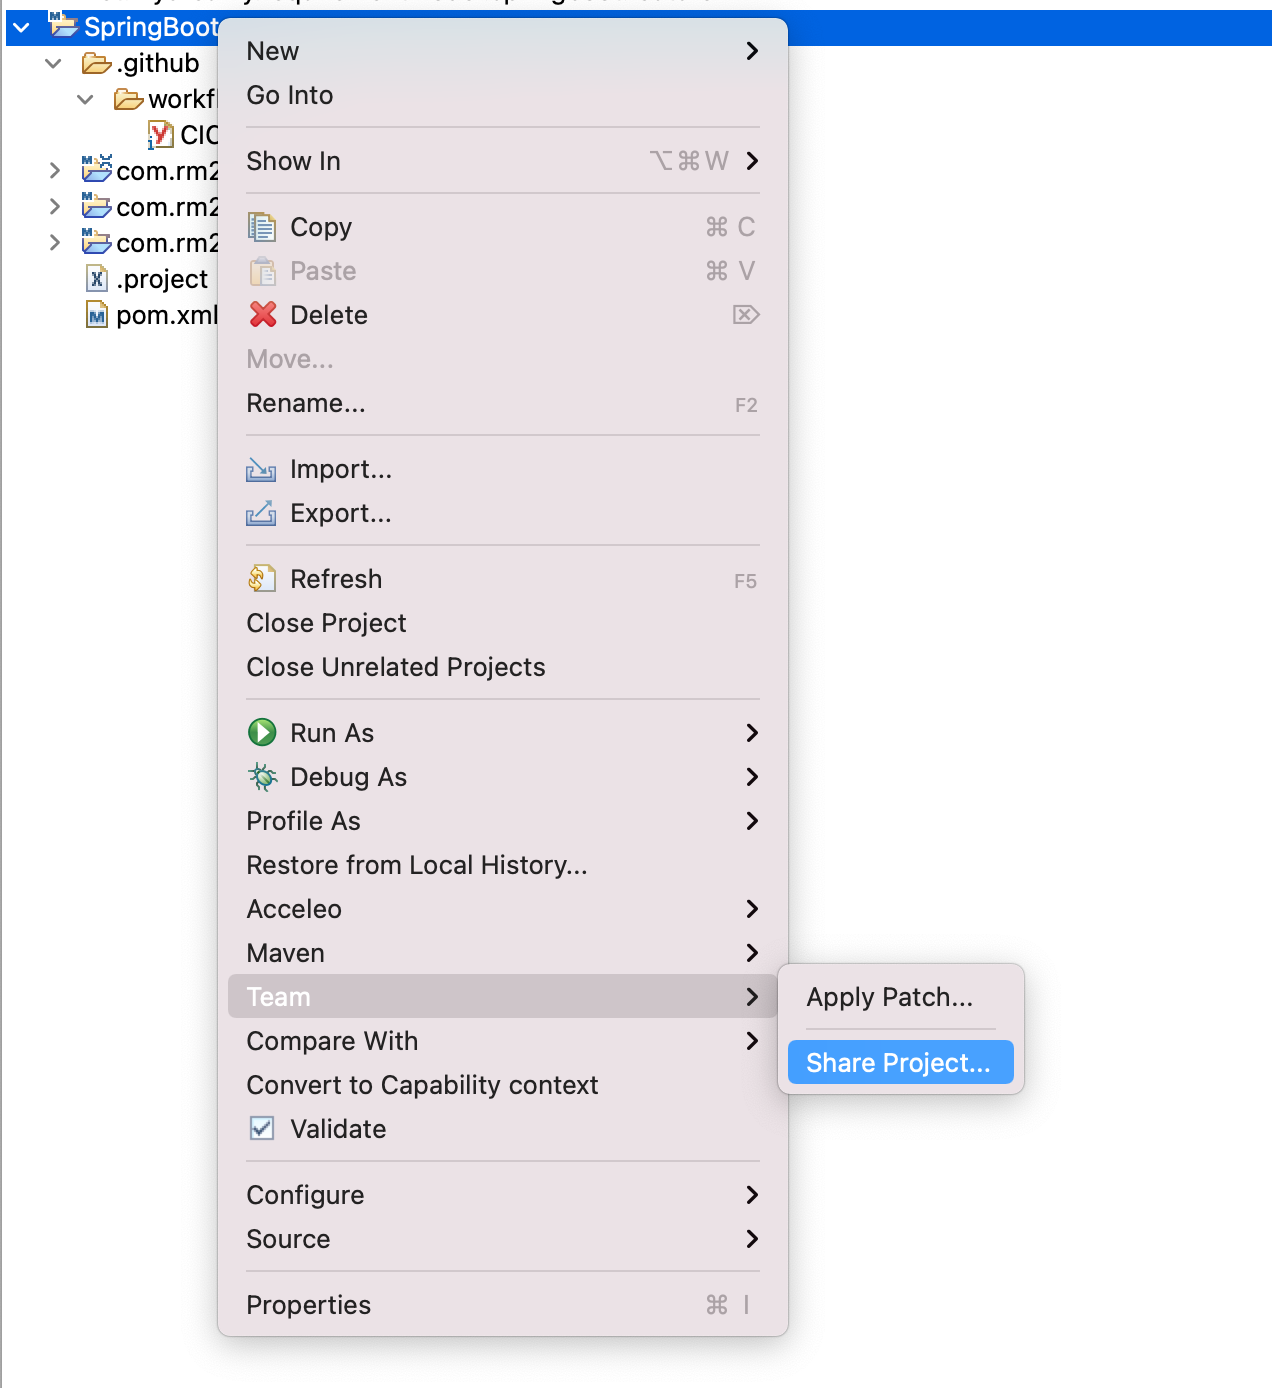 SpringBoot
.github
workf
CIC
com.rm2
com.rm2
com.rm2
.project
pom.xml
New
Go Into
Show In ⌥⌘W
Copy ⌘ C
Paste ⌘ V
Delete ⌦
Move...
Rename... F2
Import...
Export...
Refresh F5
Close Project
Close Unrelated Projects
Run As
Debug As
Profile As
Restore from Local History...
Acceleo
Maven
Team
Compare With
Convert to Capability context
Validate
Configure
Source
Properties ⌘ I
Apply Patch...
Share Project...